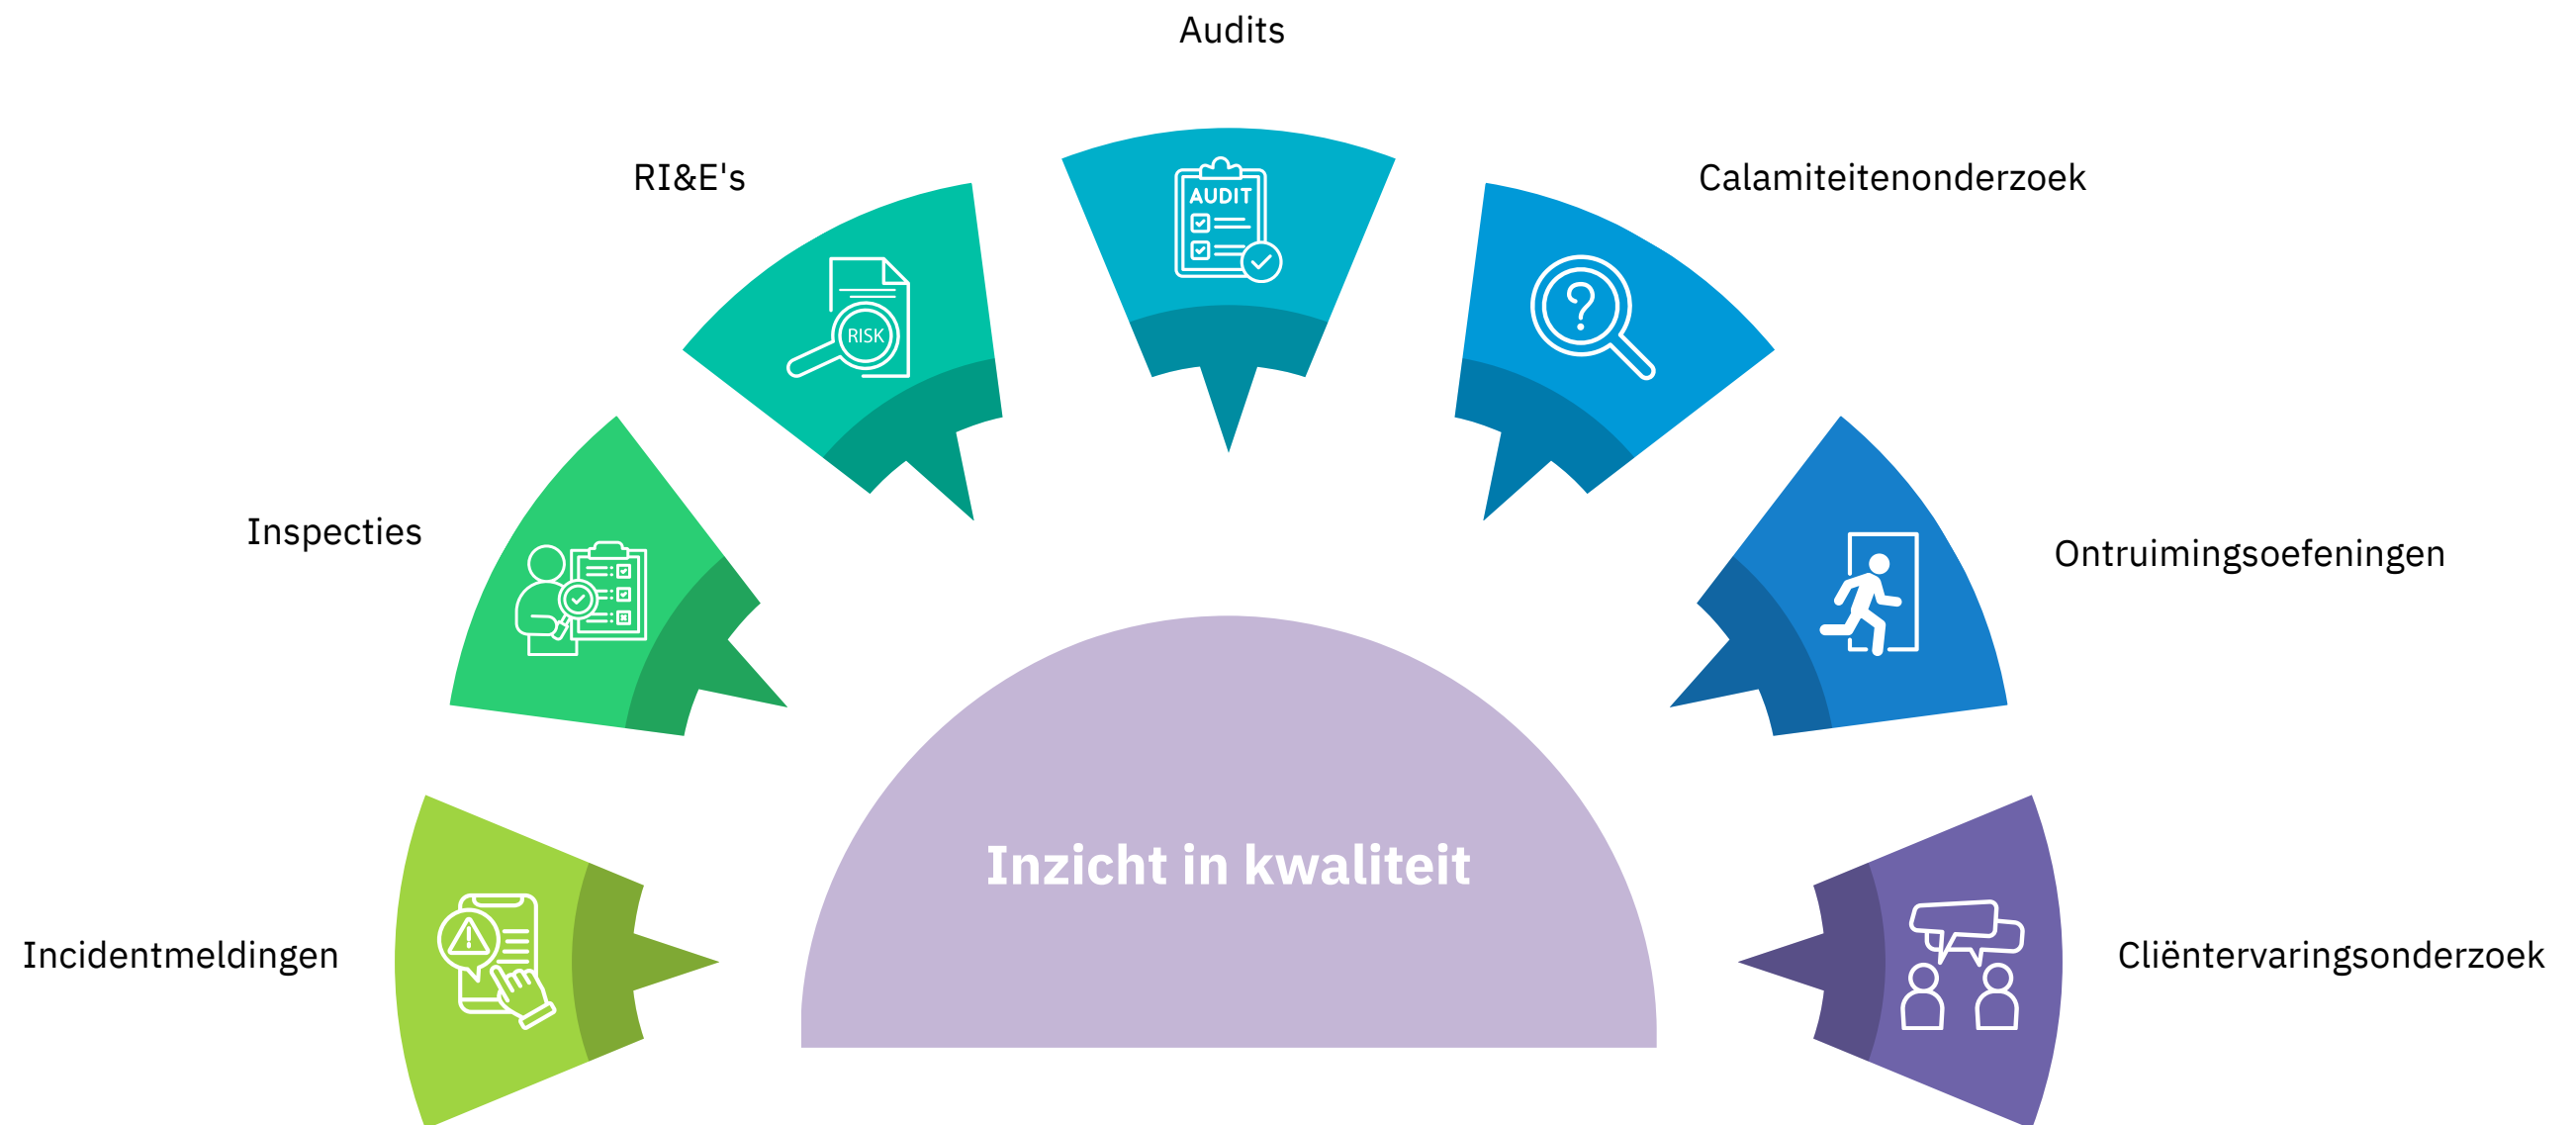 Audits
RI&E's
Calamiteitenonderzoek
AUDIT
RISK
Inspecties
Ontruimingsoefeningen
Inzicht in kwaliteit
Incidentmeldingen
Cliëntervaringsonderzoek